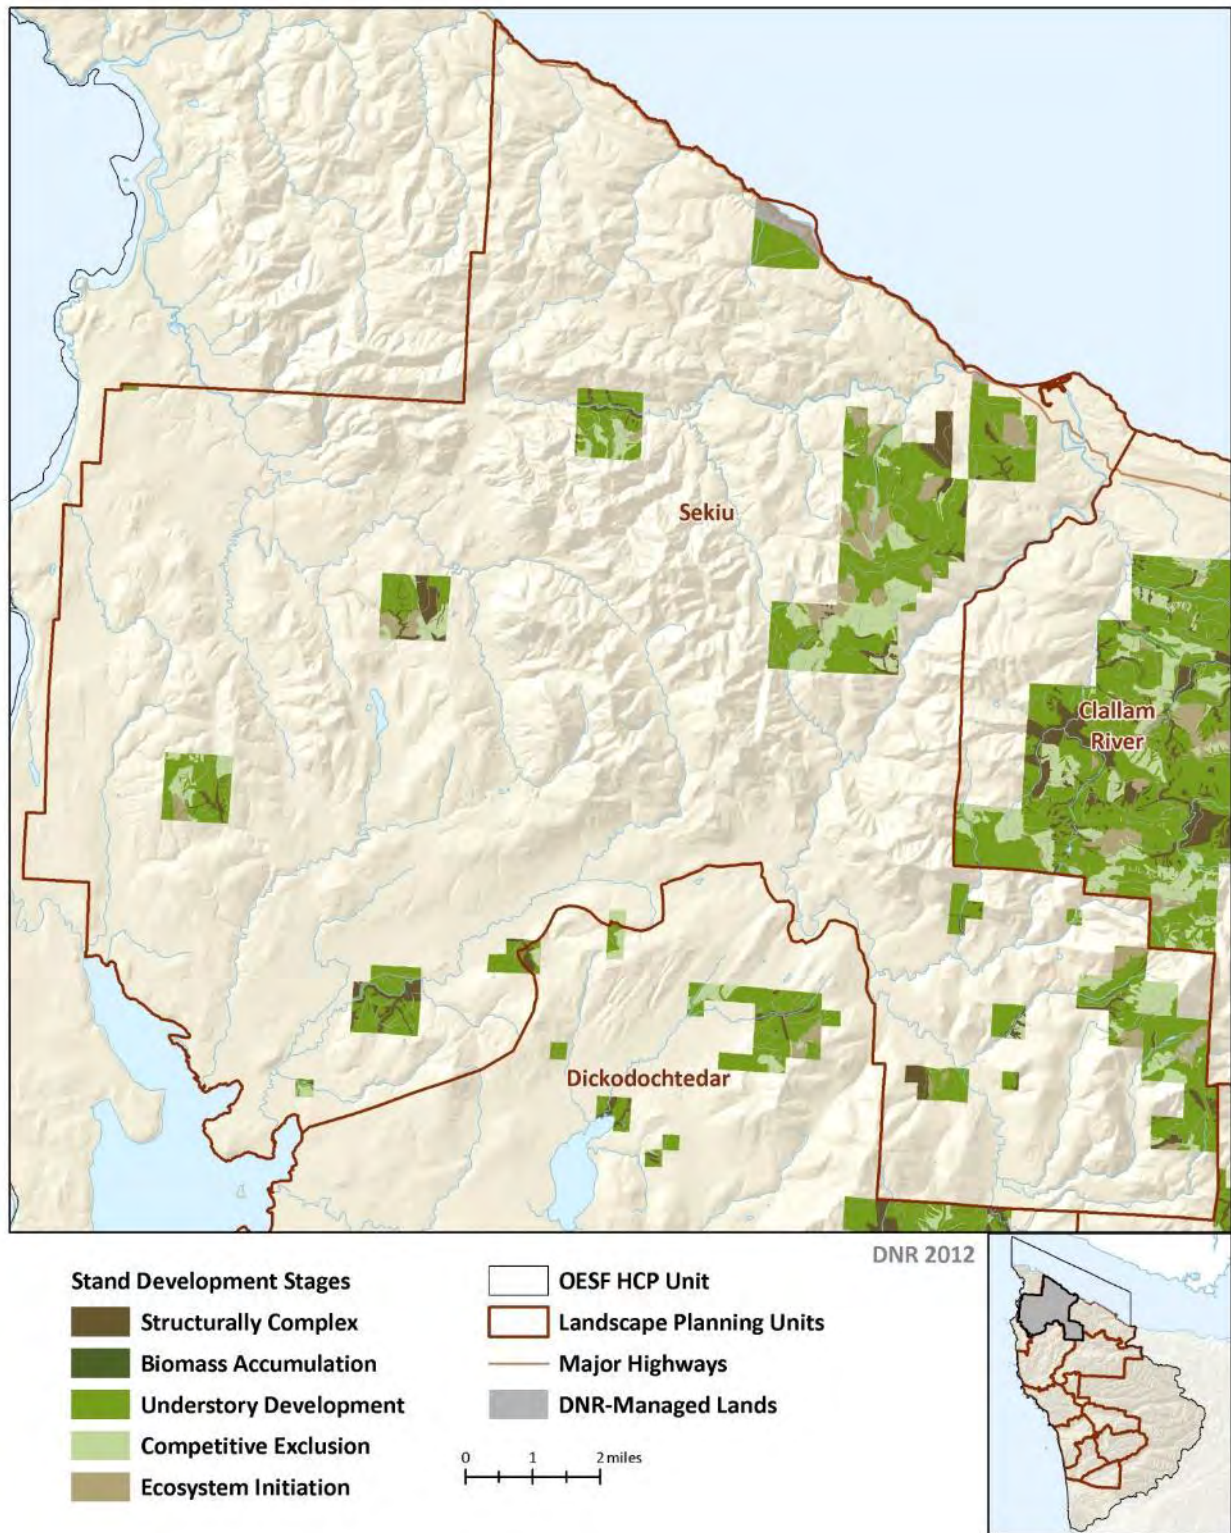 Sekiu
Clallam
River
Dickodochtedar
DNR 2012
Stand Development Stages
Structurally Complex
Biomass Accumulation
Understory Development
Competitive Exclusion
Ecosystem Initiation
OESF HCP Unit
Landscape Planning Units
Major Highways
DNR-Managed Lands
0 1 2 miles